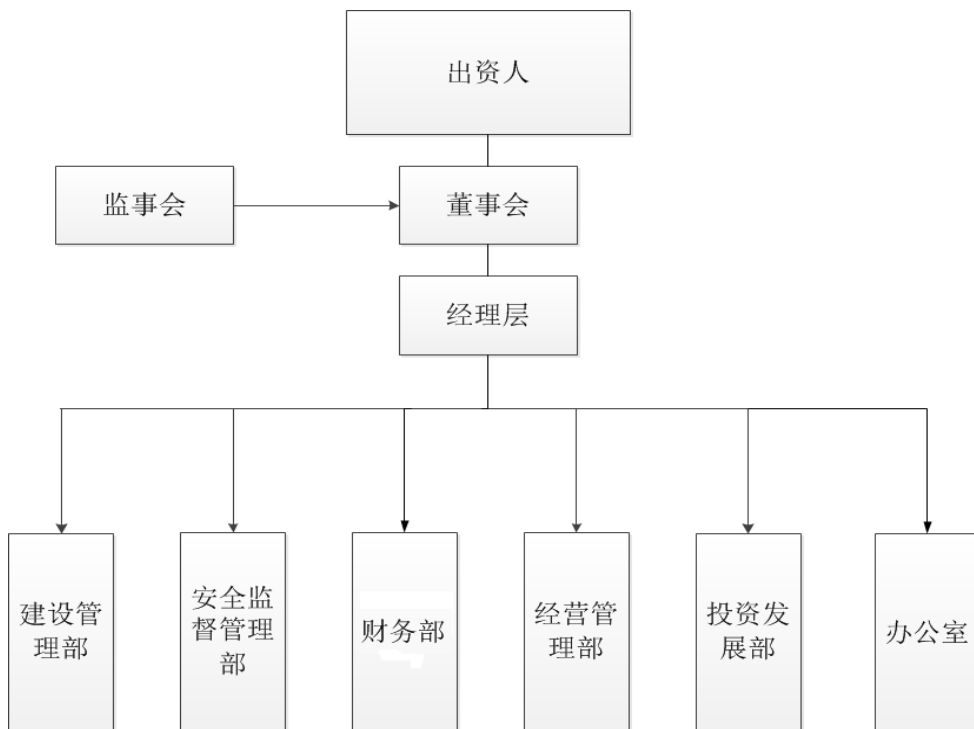 出资人
监事会
董事会
经理层
建设管
理部
安全监
督管理
部
财务部
经营管
理部
投资发
展部
办公室